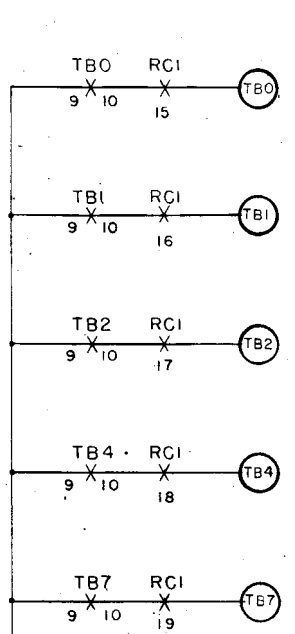 TB0 RC1 TB0
9 10 15
TB1 RC1 TB1
9 10 16
TB2 RC1 TB2
9 10 17
TB4 RC1 TB4
9 10 18
TB7 RC1 TB7
9 10 19